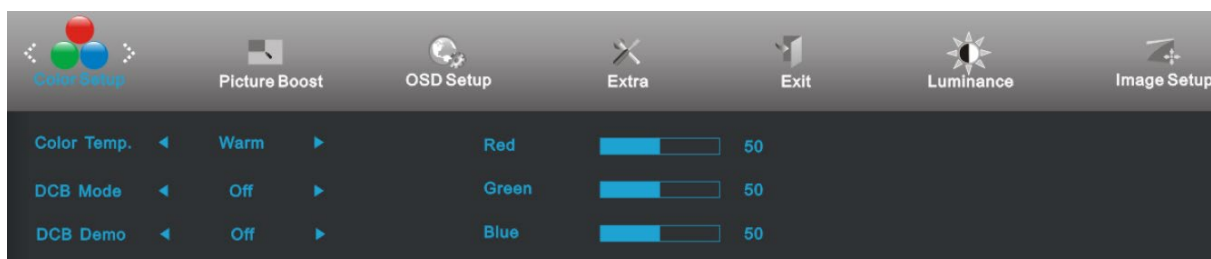 Color Setup Picture Boost OSD Setup Extra Exit Luminance Image Setup
Color Temp. Warm Red 50
DCB Mode Off Green 50
DCB Demo Off Blue 50